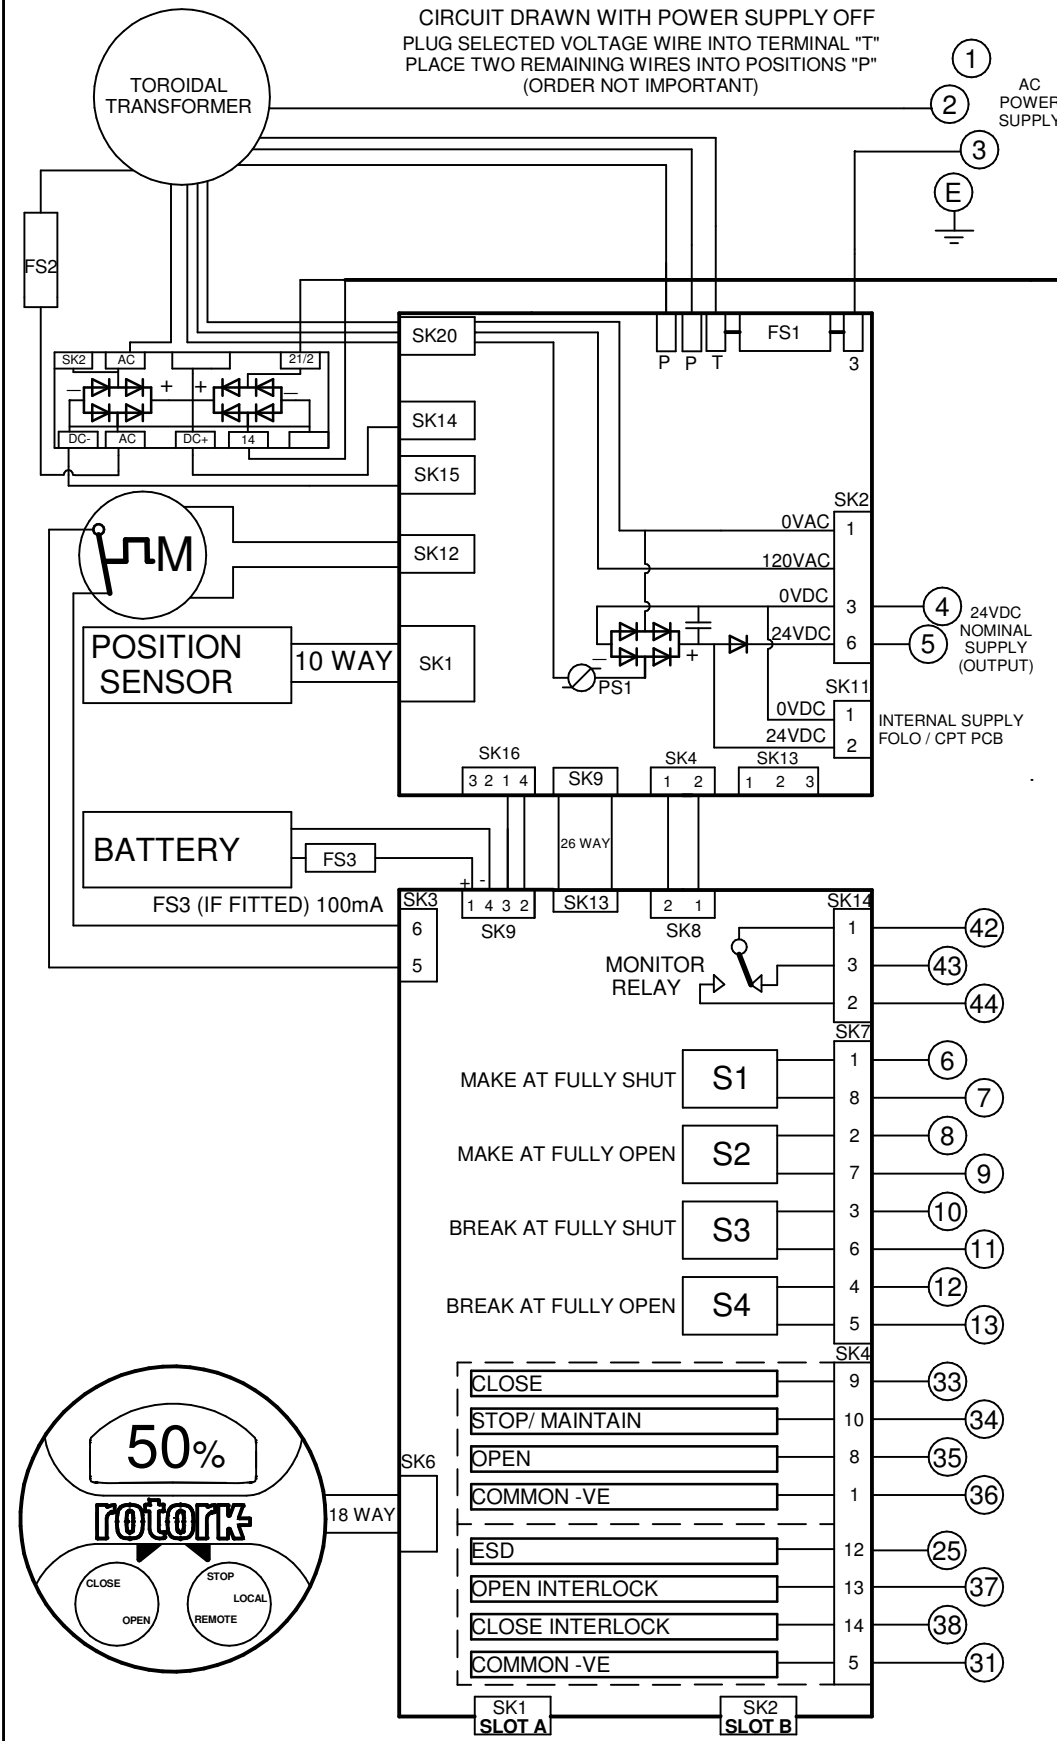 CIRCUIT DRAWN WITH POWER SUPPLY OFF
PLUG SELECTED VOLTAGE WIRE INTO TERMINAL "T"
PLACE TWO REMAINING WIRES INTO POSITIONS "P"
(ORDER NOT IMPORTANT)
TOROIDAL
TRANSFORMER
1
2
3
E
AC
POWER
SUPPLY
FS2
SK2 AC 21/2
− + + −
DC- AC DC+ 14
SK20
SK14
SK15
SK12
SK1
P P T
FS1
3
M
POSITION
SENSOR
10 WAY
SK2
0VAC 1
120VAC
0VDC 3
24VDC 6
4
5
24VDC
NOMINAL
SUPPLY
(OUTPUT)
− +
PS1
SK11
0VDC 1
24VDC 2
INTERNAL SUPPLY
FOLO / CPT PCB
SK16
3 2 1 4
SK9
SK4
1 2
SK13
1 2 3
BATTERY
FS3
FS3 (IF FITTED) 100mA
26 WAY
+ -
SK3
6
5
1 4 3 2
SK9
SK13
2 1
SK8
SK14
1 42
3 43
2 44
MONITOR
RELAY
SK7
MAKE AT FULLY SHUT S1
1 6
8 7
MAKE AT FULLY OPEN S2
2 8
7 9
BREAK AT FULLY SHUT S3
3 10
6 11
BREAK AT FULLY OPEN S4
4 12
5 13
SK4
CLOSE 9 33
STOP/ MAINTAIN 10 34
OPEN 8 35
COMMON -VE 1 36
ESD 12 25
OPEN INTERLOCK 13 37
CLOSE INTERLOCK 14 38
COMMON -VE 5 31
50%
rotork
CLOSE
OPEN
STOP
LOCAL
REMOTE
18 WAY
SK6
SK1
SLOT A
SK2
SLOT B